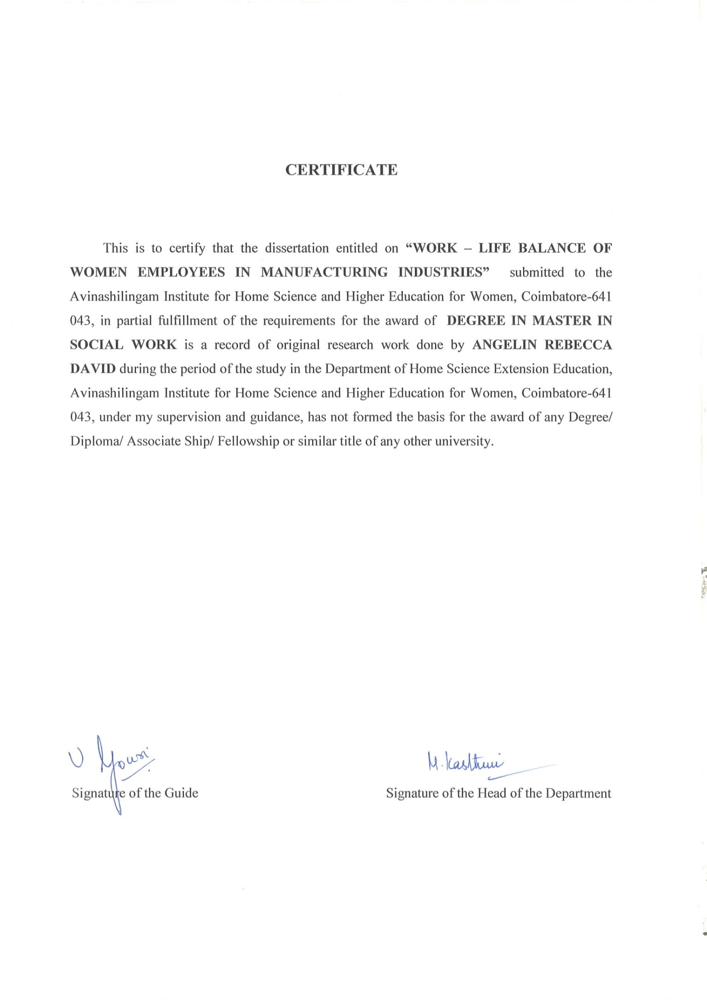 CERTIFICATE
This is to certify that the dissertation entitled on “WORK – LIFE BALANCE OF
WOMEN EMPLOYEES IN MANUFACTURING INDUSTRIES” submitted to the
Avinashilingam Institute for Home Science and Higher Education for Women, Coimbatore-641
043, in partial fulfillment of the requirements for the award of DEGREE IN MASTER IN
SOCIAL WORK is a record of original research work done by ANGELIN REBECCA
DAVID during the period of the study in the Department of Home Science Extension Education,
Avinashilingam Institute for Home Science and Higher Education for Women, Coimbatore-641
043, under my supervision and guidance, has not formed the basis for the award of any Degree/
Diploma/ Associate Ship/ Fellowship or similar title of any other university.
M. Kasthuri
Signature of the Guide
Signature of the Head of the Department